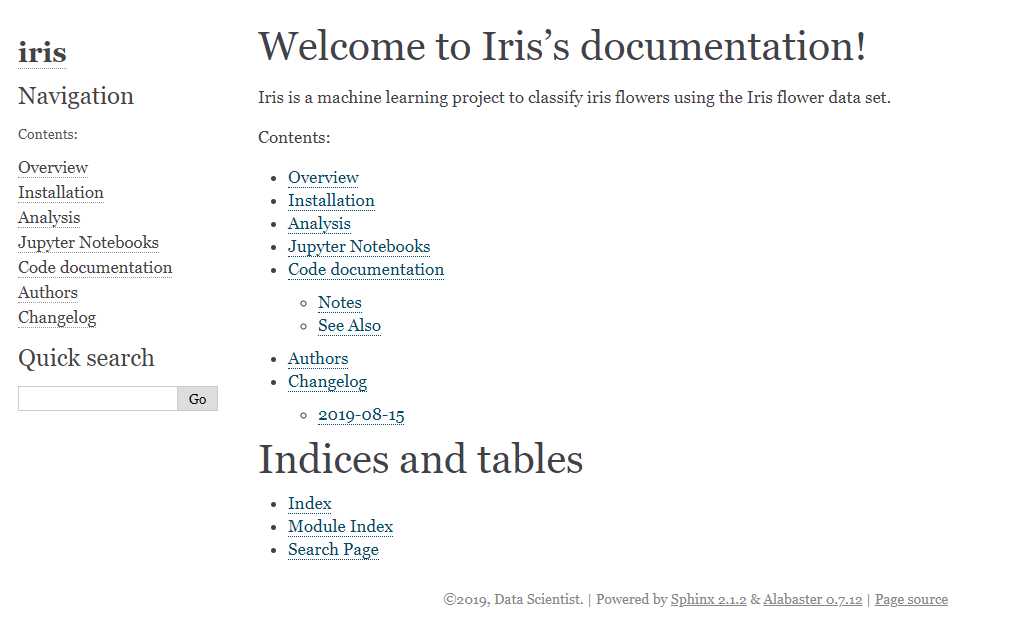 iris
Navigation
Contents:
Overview
Installation
Analysis
Jupyter Notebooks
Code documentation
Authors
Changelog
Quick search
Go
Welcome to Iris’s documentation!
Iris is a machine learning project to classify iris flowers using the Iris flower data set.
Contents:
Overview
Installation
Analysis
Jupyter Notebooks
Code documentation
Notes
See Also
Authors
Changelog
2019-08-15
Indices and tables
Index
Module Index
Search Page
©2019, Data Scientist. | Powered by Sphinx 2.1.2 & Alabaster 0.7.12 | Page source